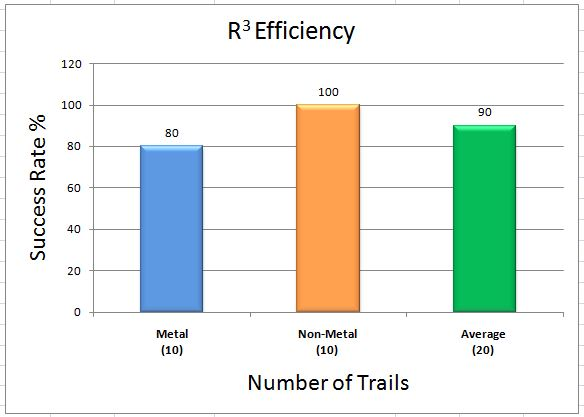 R³ Efficiency
Success Rate %
120
100
80
60
40
20
0
80
100
90
Metal
(10)
Non-Metal
(10)
Average
(20)
Number of Trails